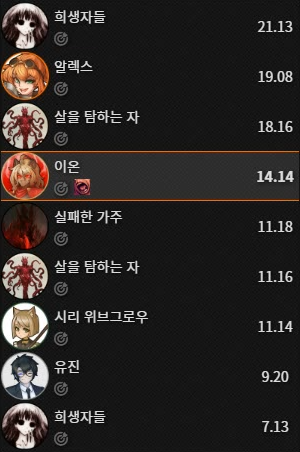 희생자들
21.13
알렉스
19.08
살을 탐하는 자
18.16
이온
14.14
실패한 가주
11.18
살을 탐하는 자
11.16
시리 위브그로우
11.14
유진
9.20
희생자들
7.13